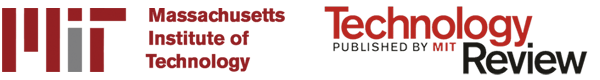 MIT
Massachusetts
Institute of
Technology
Technology
PUBLISHED BY MIT
Review